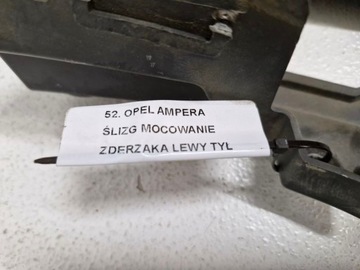 52. OPEL AMPERA
ŚLIZG MOCOWANIE
ZDERZAKA LEWY TYŁ